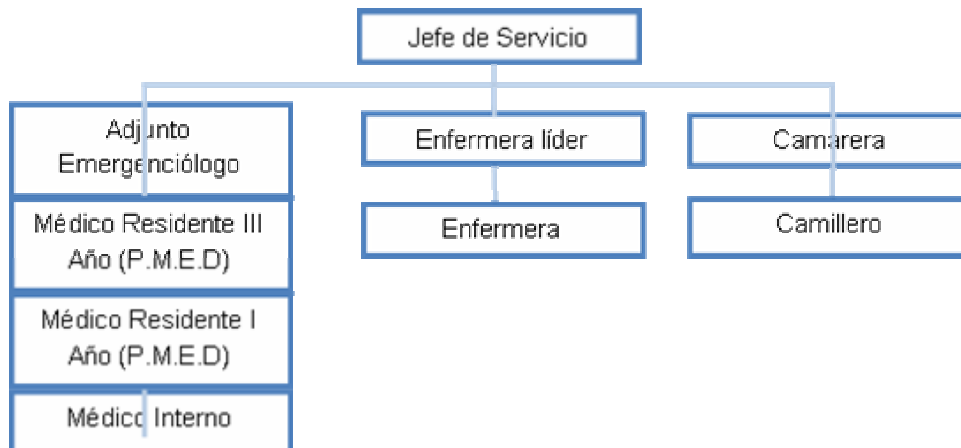 Jefe de Servicio
Adjunto
Emergenciólogo
Médico Residente III
Año (P.M.E.D)
Médico Residente I
Año (P.M.E.D)
Médico Interno
Enfermera líder
Enfermera
Camarera
Camillero